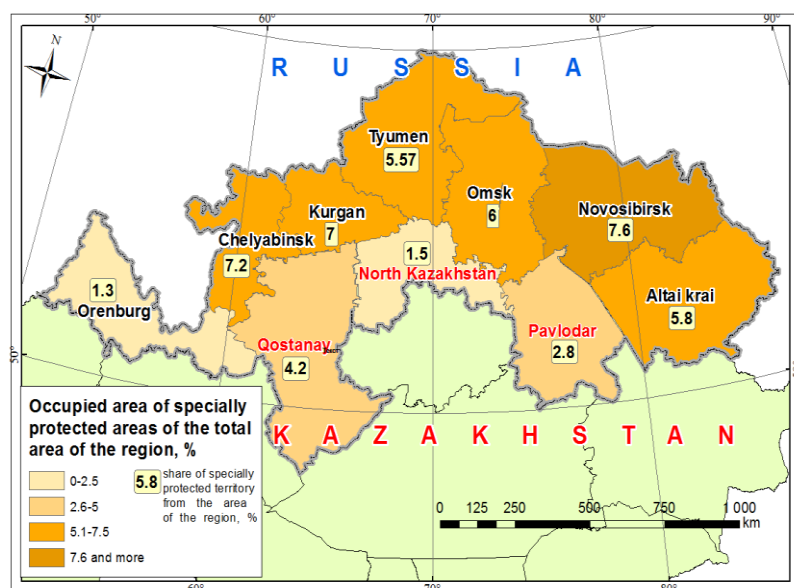 50°
60°
70°
80°
90°
N
R U S S I A
Tyumen
5.57
Omsk
6
Kurgan
7
Novosibirsk
7.6
Chelyabinsk
7.2
1.5
North Kazakhstan
1.3
Orenburg
Altai krai
5.8
Qostanay
4.2
Pavlodar
2.8
50°
K A Z A K H S T A N
Occupied area of specially
protected areas of the total
area of the region, %
0-2.5
2.6-5
5.1-7.5
7.6 and more
5.8
share of specially
protected territory
from the area
of the region, %
0 125 250 500 750 1 000
km
60°
70°
80°